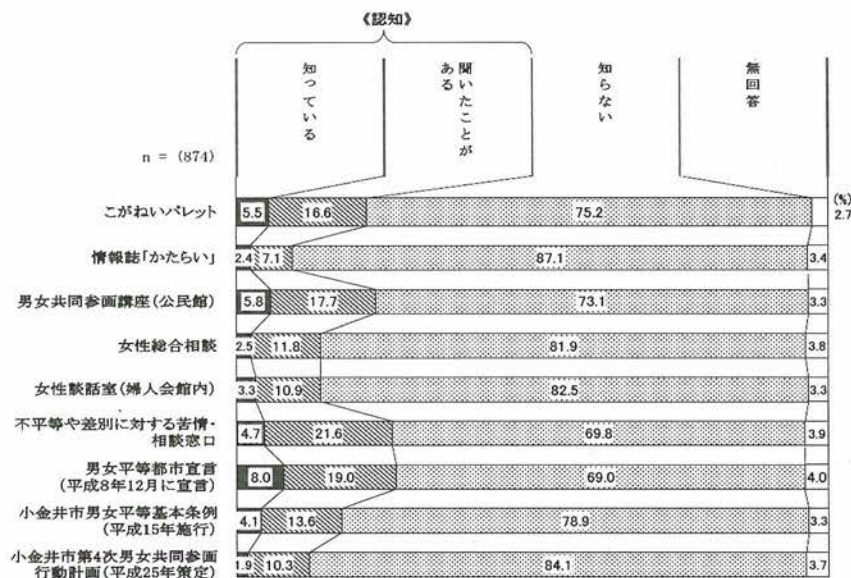 《認知》
知っている
聞いたことが
ある
知らない
無回答
n = (874)
(%)
こがねいパレット
5.5 16.6 75.2 2.7
情報誌「かたらい」
2.4 7.1 87.1 3.4
男女共同参画講座(公民館)
5.8 17.7 73.1 3.3
女性総合相談
2.5 11.8 81.9 3.8
女性談話室(婦人会館内)
3.3 10.9 82.5 3.3
不平等や差別に対する苦情・
相談窓口
4.7 21.6 69.8 3.9
男女平等都市宣言
(平成8年12月に宣言)
8.0 19.0 69.0 4.0
小金井市男女平等基本条例
(平成15年施行)
4.1 13.6 78.9 3.3
小金井市第4次男女共同参画
行動計画(平成25年策定)
1.9 10.3 84.1 3.7